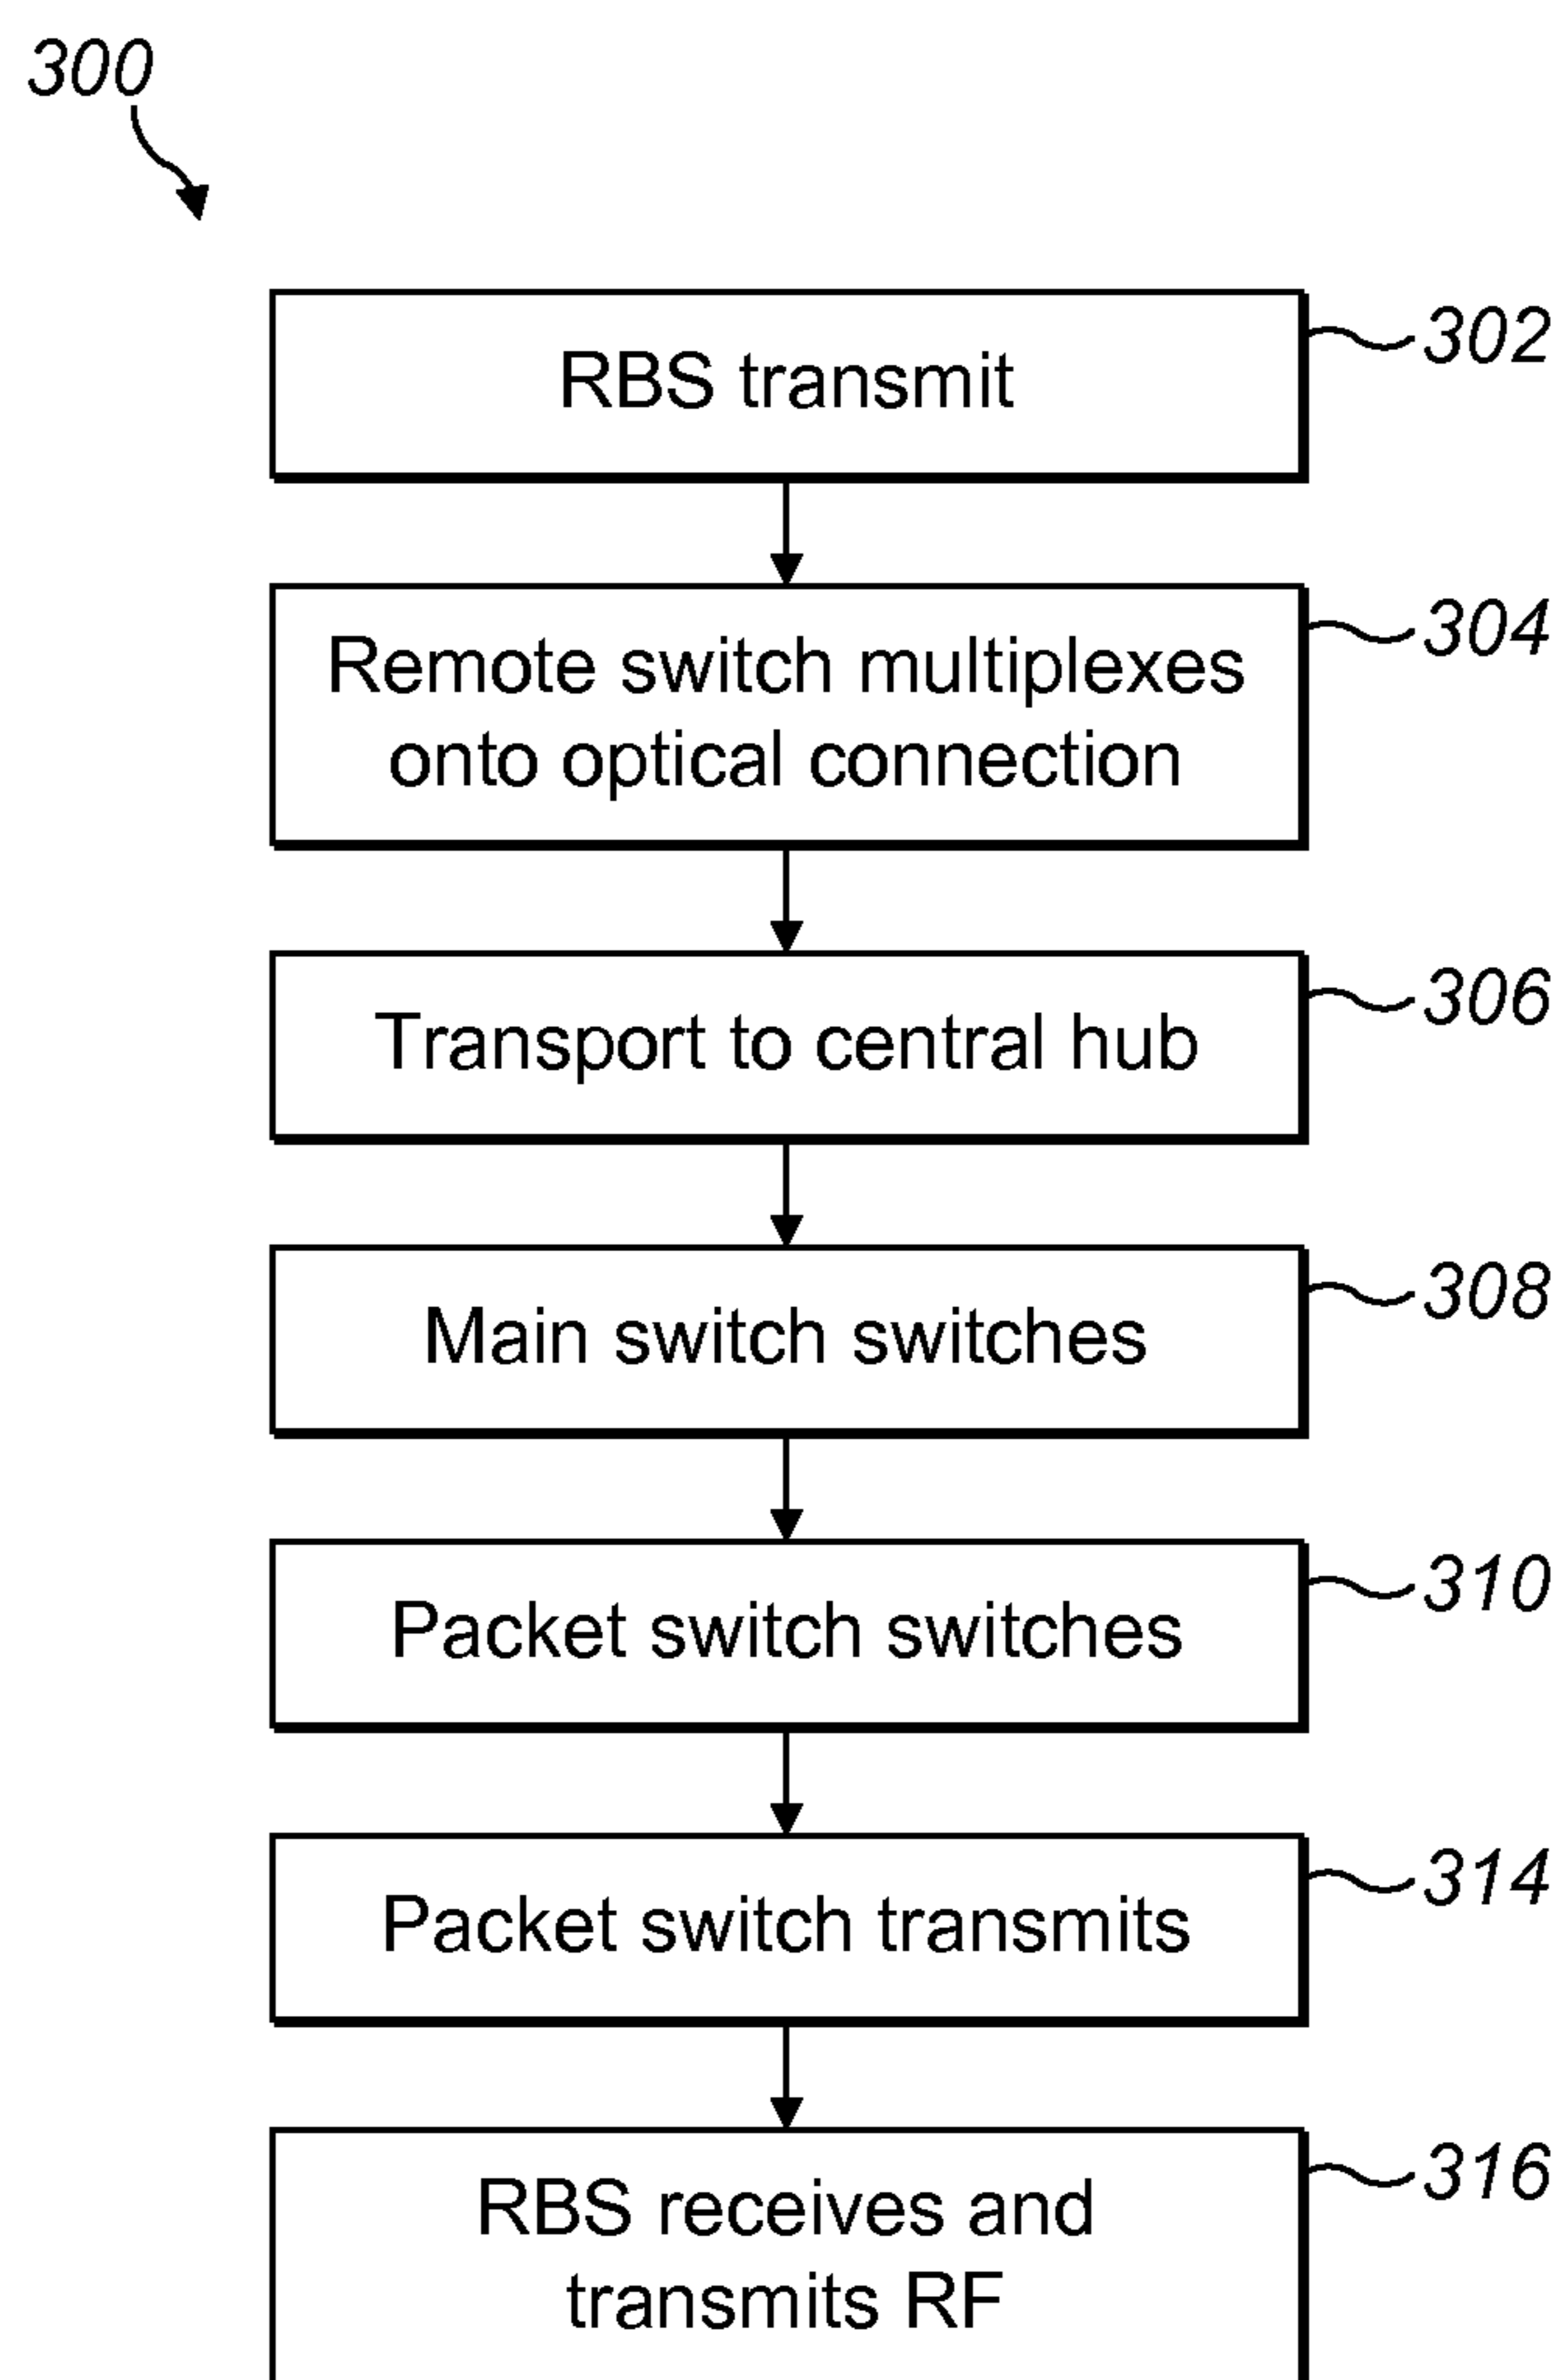 300
RBS transmit
302
Remote switch multiplexes
onto optical connection
304
Transport to central hub
306
Main switch switches
308
Packet switch switches
310
Packet switch transmits
314
RBS receives and
transmits RF
316